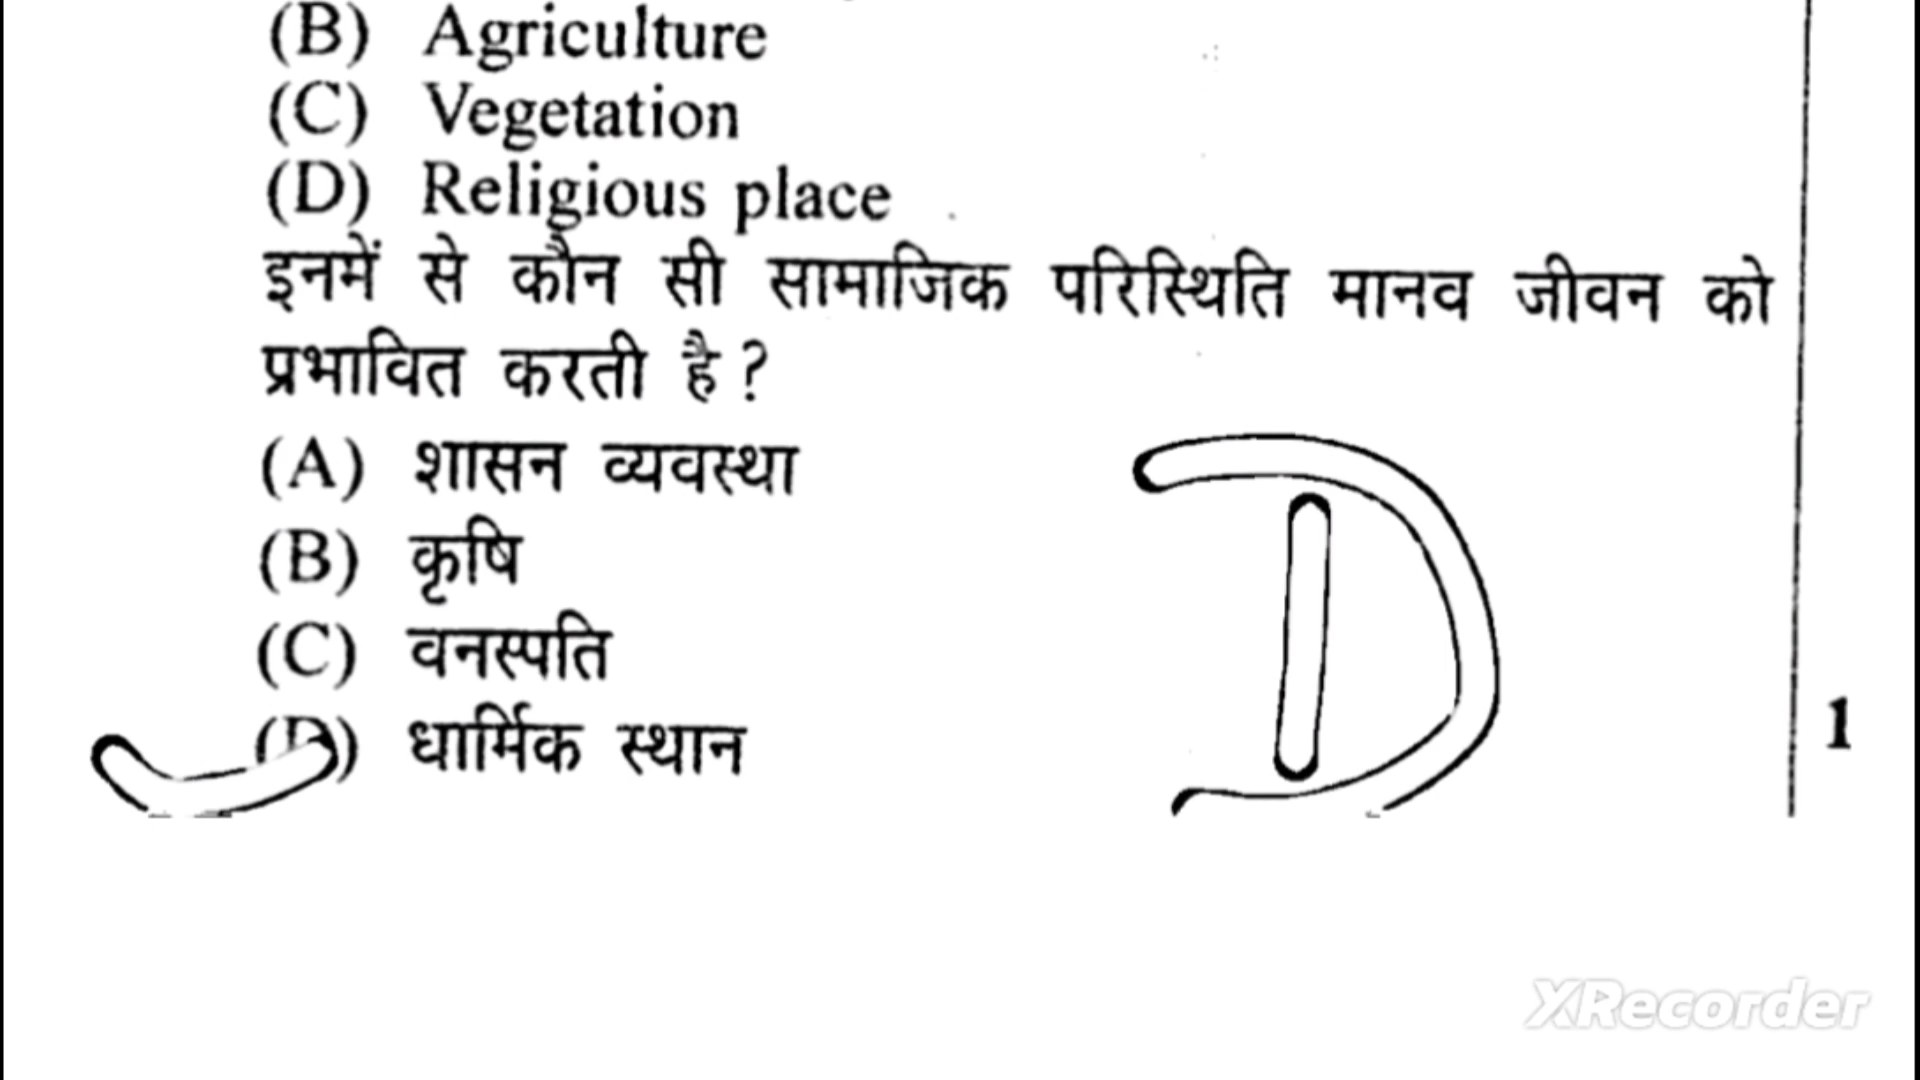 (B) Agriculture
(C) Vegetation
(D) Religious place
इनमें से कौन सी सामाजिक परिस्थिति मानव जीवन को
प्रभावित करती है ?
(A) शासन व्यवस्था
(B) कृषि
(C) वनस्पति
(D) धार्मिक स्थान
D
1
XRecorder